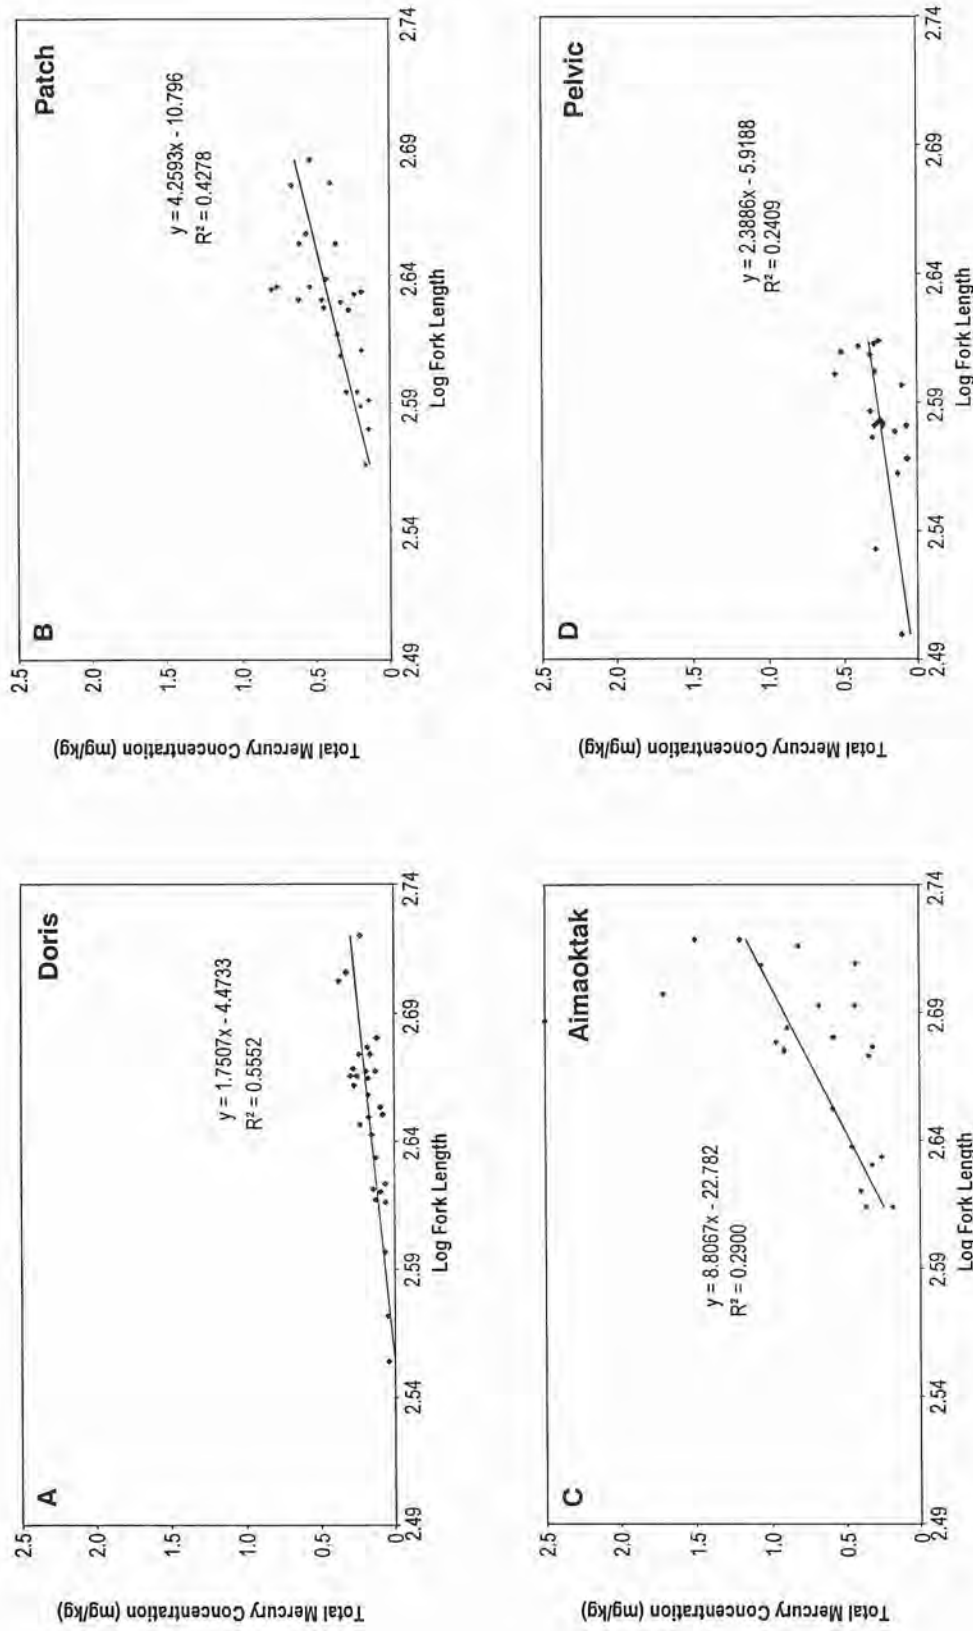 A
Doris
y = 1.7507x - 4.4733
R² = 0.5552
Total Mercury Concentration (mg/kg)
2.5
2.0
1.5
1.0
0.5
0
2.49
2.54
2.59
2.64
2.69
2.74
Log Fork Length
B
Patch
y = 4.2593x - 10.796
R² = 0.4278
Total Mercury Concentration (mg/kg)
2.5
2.0
1.5
1.0
0.5
0
2.49
2.54
2.59
2.64
2.69
2.74
Log Fork Length
C
Aimaoktak
y = 8.8067x - 22.782
R² = 0.2900
Total Mercury Concentration (mg/kg)
2.5
2.0
1.5
1.0
0.5
0
2.49
2.54
2.59
2.64
2.69
2.74
Log Fork Length
D
Pelvic
y = 2.3886x - 5.9188
R² = 0.2409
Total Mercury Concentration (mg/kg)
2.5
2.0
1.5
1.0
0.5
0
2.49
2.54
2.59
2.64
2.69
2.74
Log Fork Length